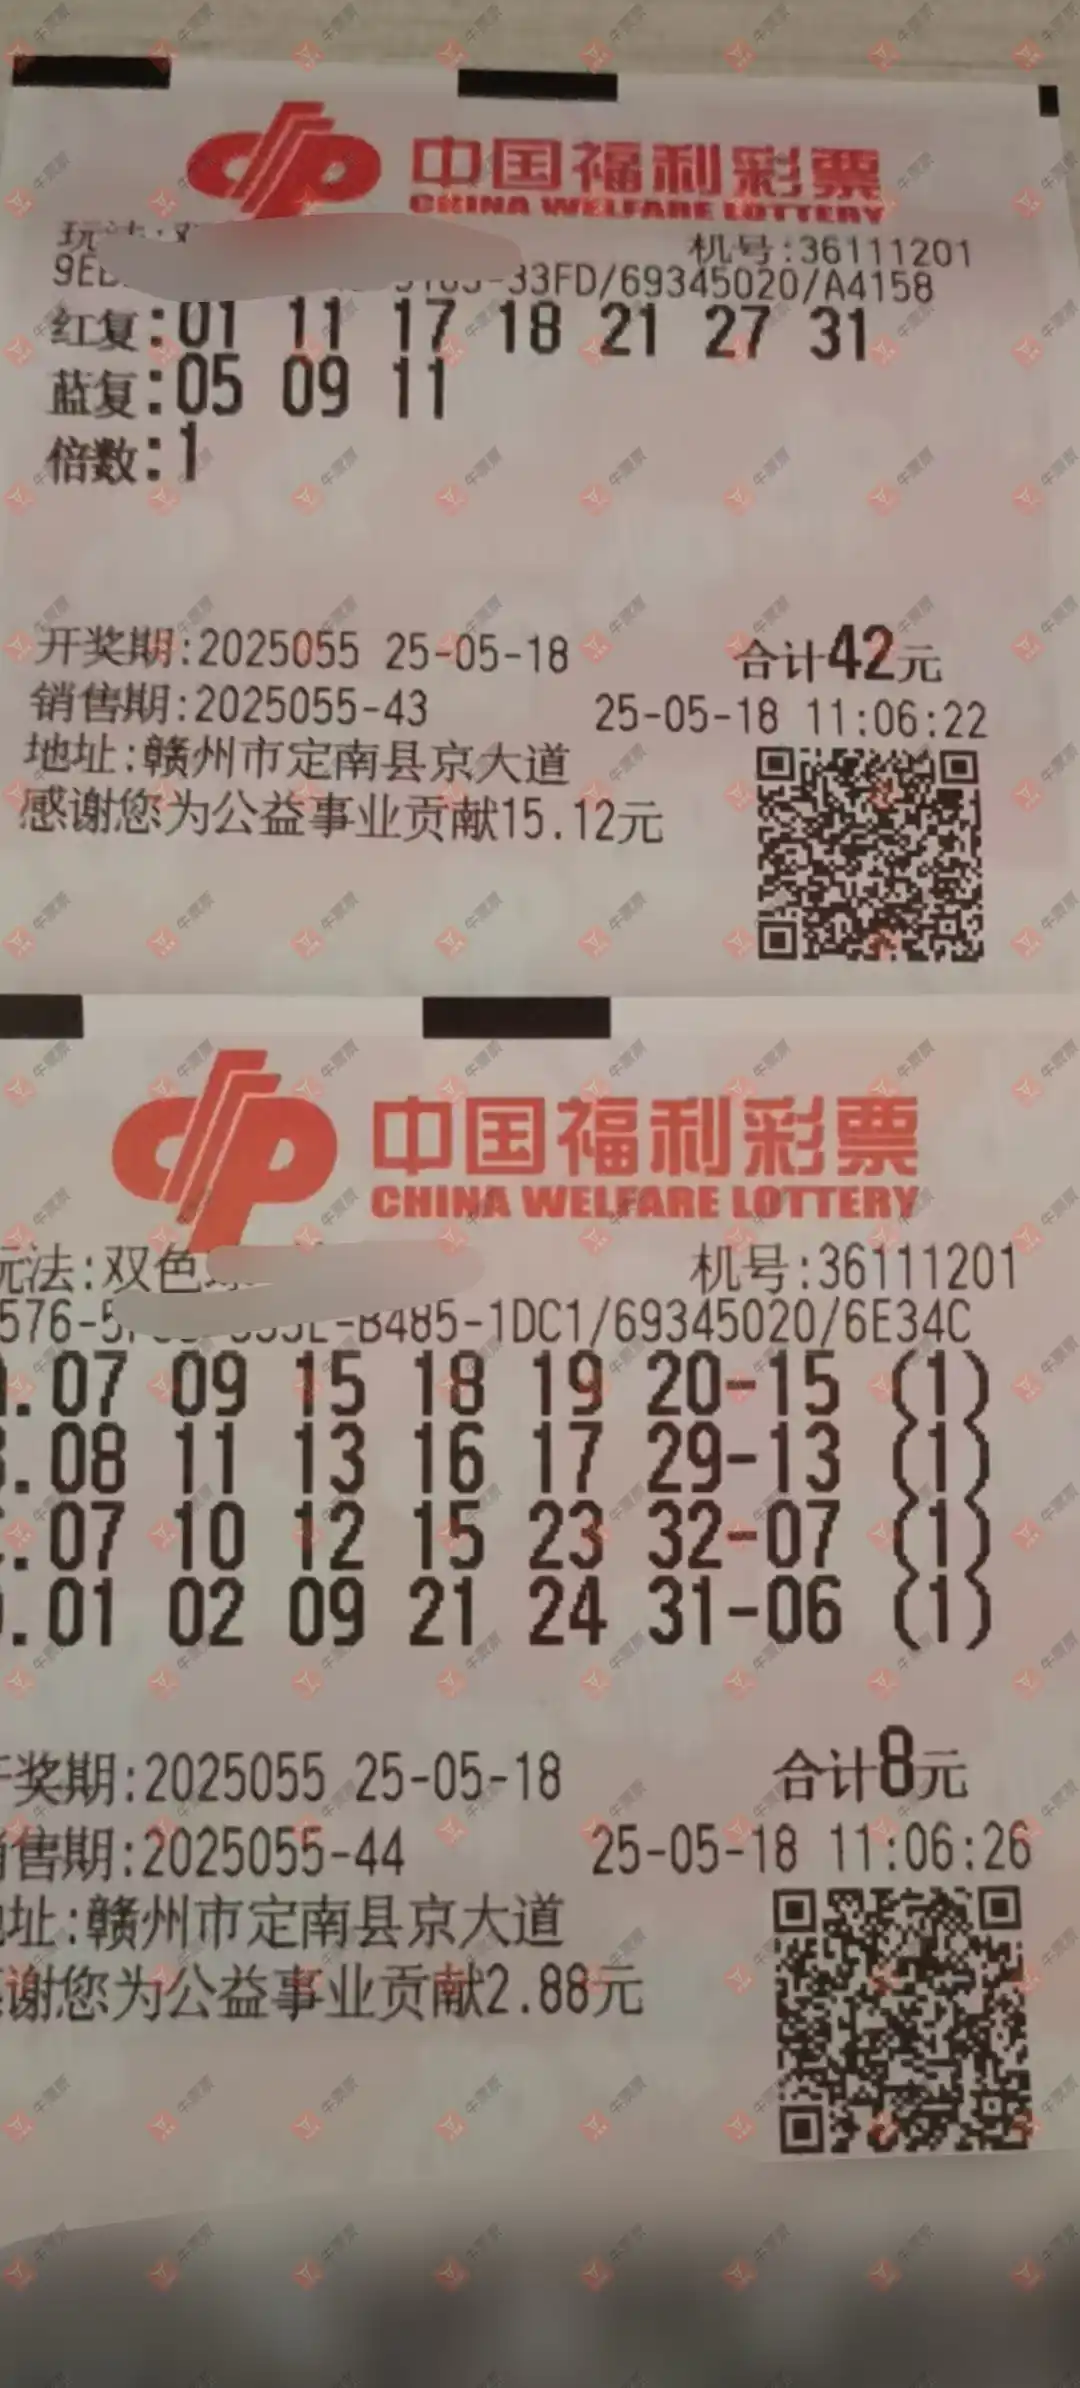 中国福利彩票
CHINA WELFARE LOTTERY
玩法:双
机号:36111201
-33FD/69345020/A4158
红复:01 11 17 18 21 27 31
蓝复:05 09 11
倍数:1
开奖期:2025055 25-05-18
合计42元
销售期:2025055-43
25-05-18 11:06:22
地址:赣州市定南县京大道
感谢您为公益事业贡献15.12元
中国福利彩票
CHINA WELFARE LOTTERY
玩法:双色球
机号:36111201
-B485-1DC1/69345020/6E34C
.07 09 15 18 19 20-15 (1)
.08 11 13 16 17 29-13 (1)
.07 10 12 15 23 32-07 (1)
.01 02 09 21 24 31-06 (1)
开奖期:2025055 25-05-18
合计8元
售期:2025055-44
25-05-18 11:06:26
址:赣州市定南县京大道
谢您为公益事业贡献2.88元